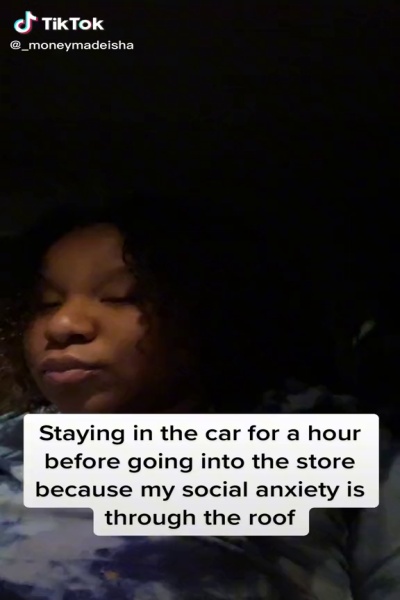 TikTok
@_moneymadeisha
Staying in the car for a hour
before going into the store
because my social anxiety is
through the roof